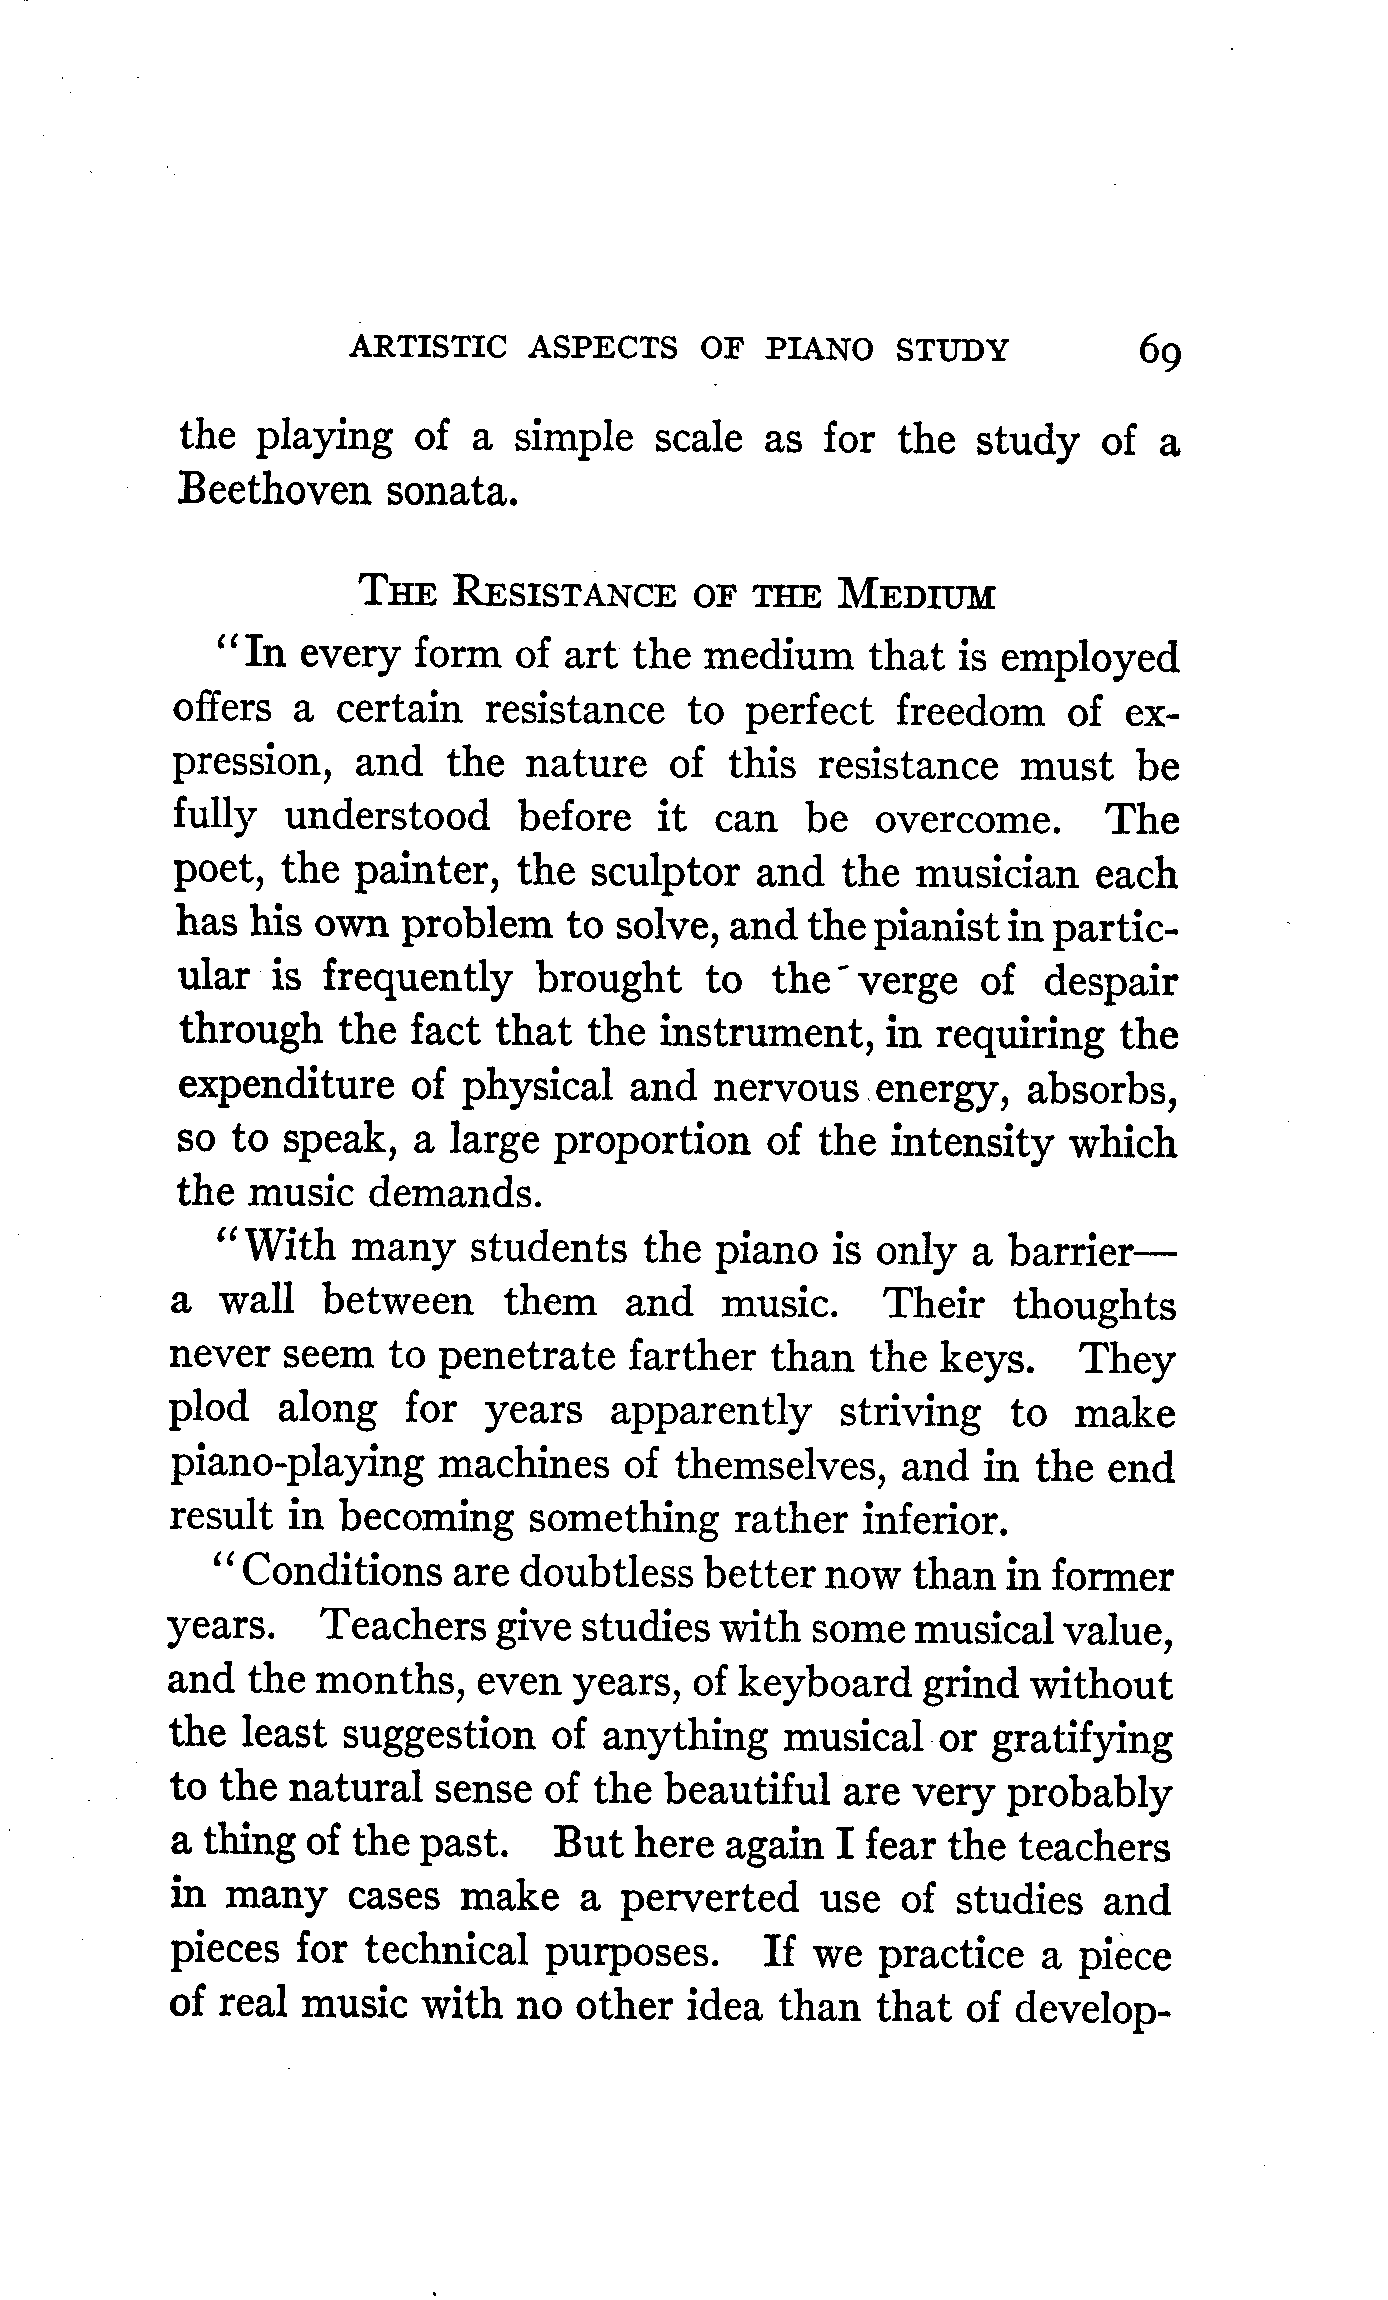 ARTISTIC ASPECTS OF PIANO STUDY 69
the playing of a simple scale as for the study of a
Beethoven sonata.
THE RESISTANCE OF THE MEDIUM
"In every form of art the medium that is employed
offers a certain resistance to perfect freedom of ex-
pression, and the nature of this resistance must be
fully understood before it can be overcome. The
poet, the painter, the sculptor and the musician each
has his own problem to solve, and the pianist in partic-
ular is frequently brought to the verge of despair
through the fact that the instrument, in requiring the
expenditure of physical and nervous energy, absorbs,
so to speak, a large proportion of the intensity which
the music demands.
"With many students the piano is only a barrier—
a wall between them and music. Their thoughts
never seem to penetrate farther than the keys. They
plod along for years apparently striving to make
piano-playing machines of themselves, and in the end
result in becoming something rather inferior.
"Conditions are doubtless better now than in former
years. Teachers give studies with some musical value,
and the months, even years, of keyboard grind without
the least suggestion of anything musical or gratifying
to the natural sense of the beautiful are very probably
a thing of the past. But here again I fear the teachers
in many cases make a perverted use of studies and
pieces for technical purposes. If we practice a piece
of real music with no other idea than that of develop-